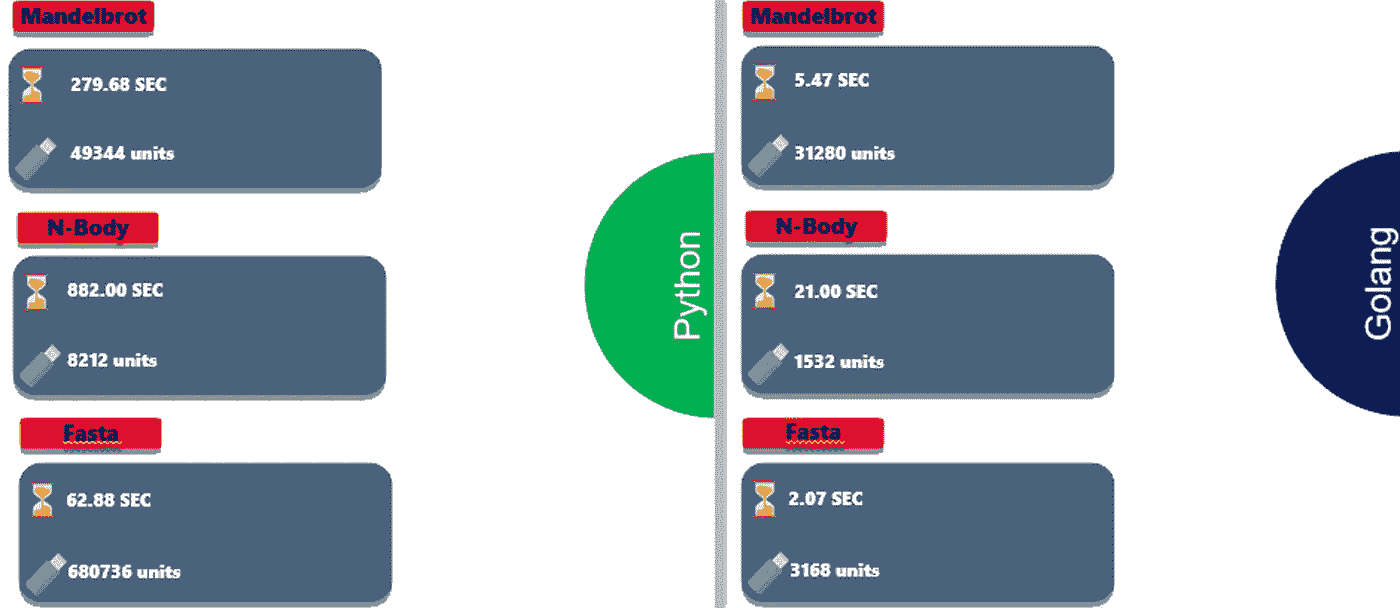 Mandelbrot
279.68 SEC
49344 units
N-Body
882.00 SEC
8212 units
Fasta
62.88 SEC
680736 units
Python
Mandelbrot
5.47 SEC
31280 units
N-Body
21.00 SEC
1532 units
Fasta
2.07 SEC
3168 units
Golang